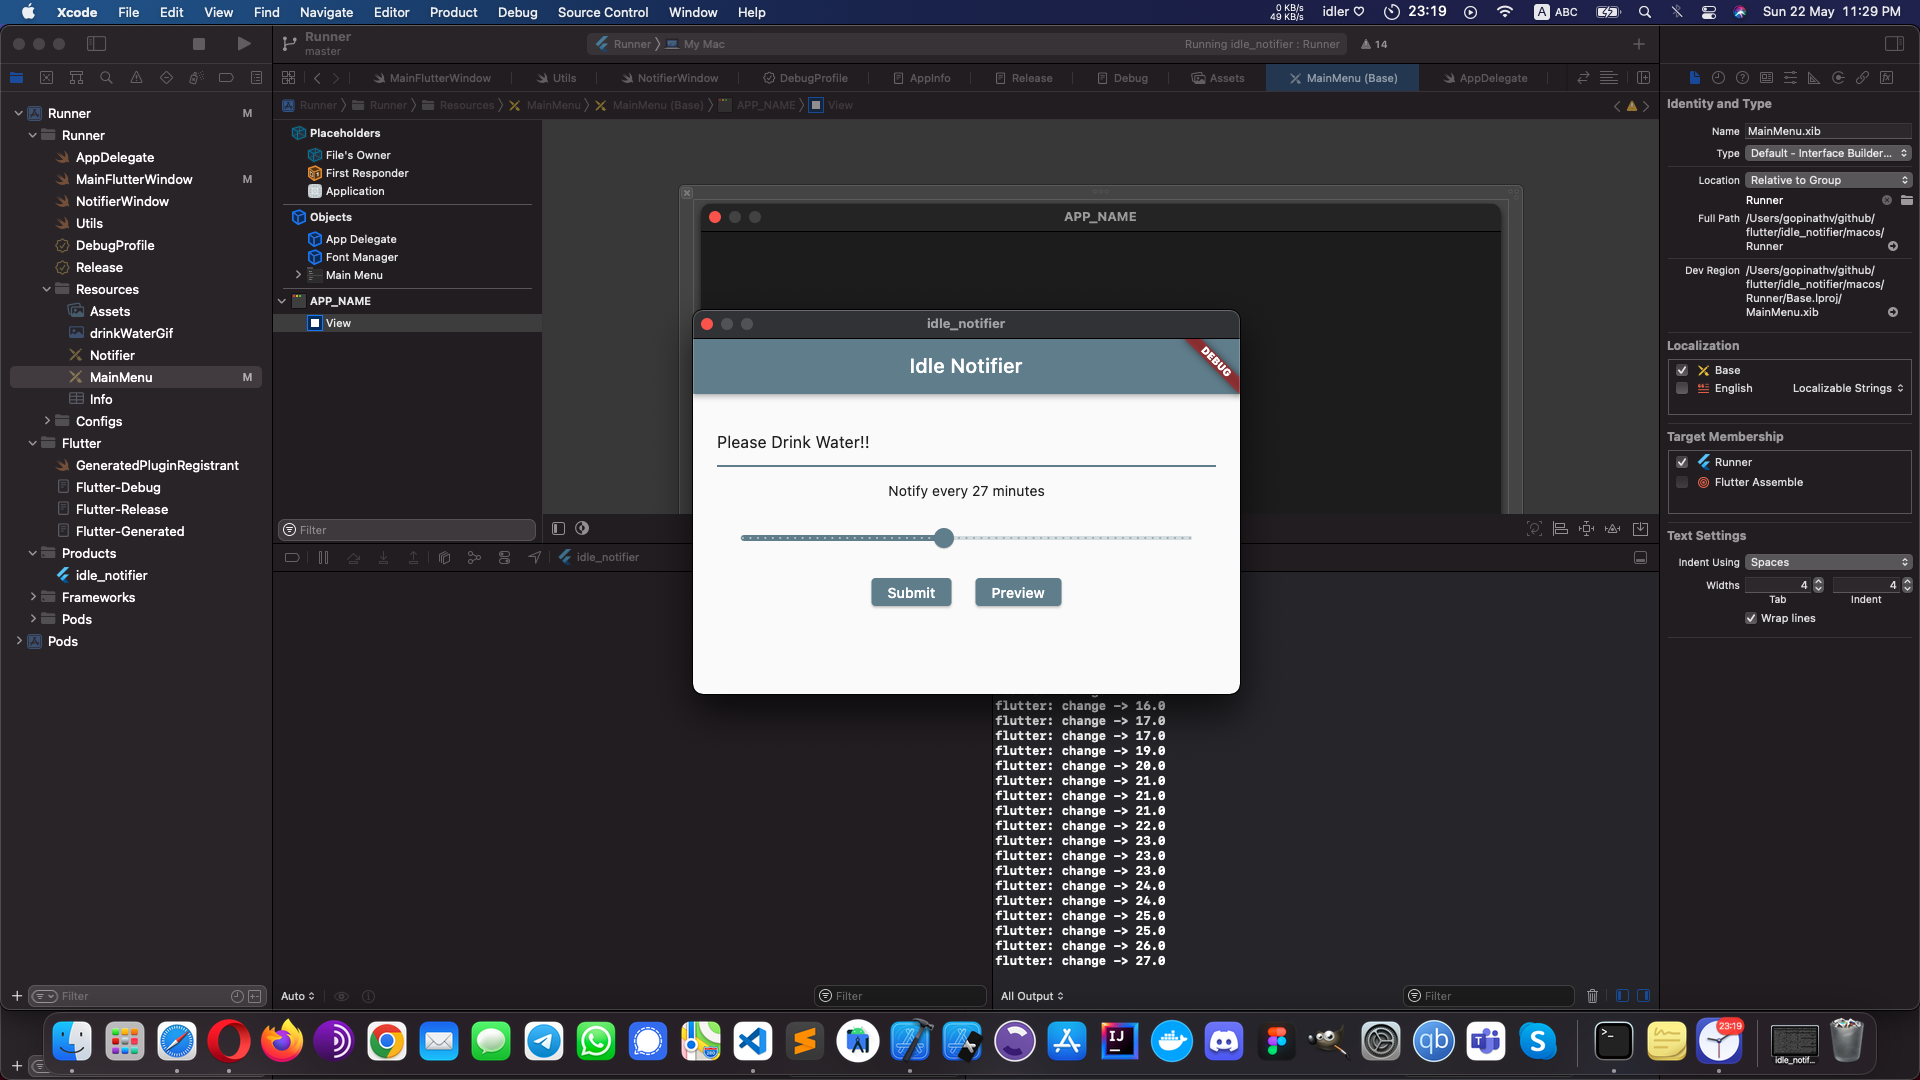 Xcode File Edit View Find Navigate Editor Product Debug Source Control Window Help
0 KB/s
49 KB/s
idler ♡ 23:19 A ABC Sun 22 May 11:29 PM
Runner
master
Runner My Mac Running idle_notifier : Runner 14
MainFlutterWindow Utils NotifierWindow DebugProfile AppInfo Release Debug Assets MainMenu (Base) AppDelegate
Runner Runner Resources MainMenu MainMenu (Base) APP_NAME View
Runner M
Runner
AppDelegate
MainFlutterWindow M
NotifierWindow
Utils
DebugProfile
Release
Resources
Assets
drinkWaterGif
Notifier
MainMenu M
Info
Configs
Flutter
GeneratedPluginRegistrant
Flutter-Debug
Flutter-Release
Flutter-Generated
Products
idle_notifier
Frameworks
Pods
Pods
Filter
Placeholders
File's Owner
First Responder
Application
Objects
App Delegate
Font Manager
Main Menu
APP_NAME
View
Filter
idle_notifier
APP_NAME
idle_notifier
Idle Notifier
DEBUG
Please Drink Water!!
Notify every 27 minutes
Submit Preview
flutter: change -> 16.0
flutter: change -> 17.0
flutter: change -> 17.0
flutter: change -> 19.0
flutter: change -> 20.0
flutter: change -> 21.0
flutter: change -> 21.0
flutter: change -> 21.0
flutter: change -> 22.0
flutter: change -> 23.0
flutter: change -> 23.0
flutter: change -> 23.0
flutter: change -> 24.0
flutter: change -> 24.0
flutter: change -> 25.0
flutter: change -> 25.0
flutter: change -> 26.0
flutter: change -> 27.0
Auto Filter All Output Filter
Identity and Type
Name MainMenu.xib
Type Default - Interface Builder...
Location Relative to Group
Runner
Full Path /Users/gopinathv/github/
flutter/idle_notifier/macos/
Runner
Dev Region /Users/gopinathv/github/
flutter/idle_notifier/macos/
Runner/Base.lproj/
MainMenu.xib
Localization
Base
English Localizable Strings
Target Membership
Runner
Flutter Assemble
Text Settings
Indent Using Spaces
Widths 4 4
Tab Indent
Wrap lines
IJ
qb
S
23:19
idle_notif...